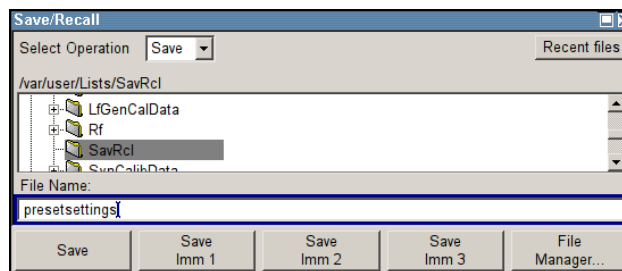 Save/Recall
Select Operation Save Recent files
/var/user/Lists/SavRcl
LfGenCalData
Rf
SavRcl
SynCalibData
File Name:
presetsettings
Save
Save Imm 1
Save Imm 2
Save Imm 3
File Manager...